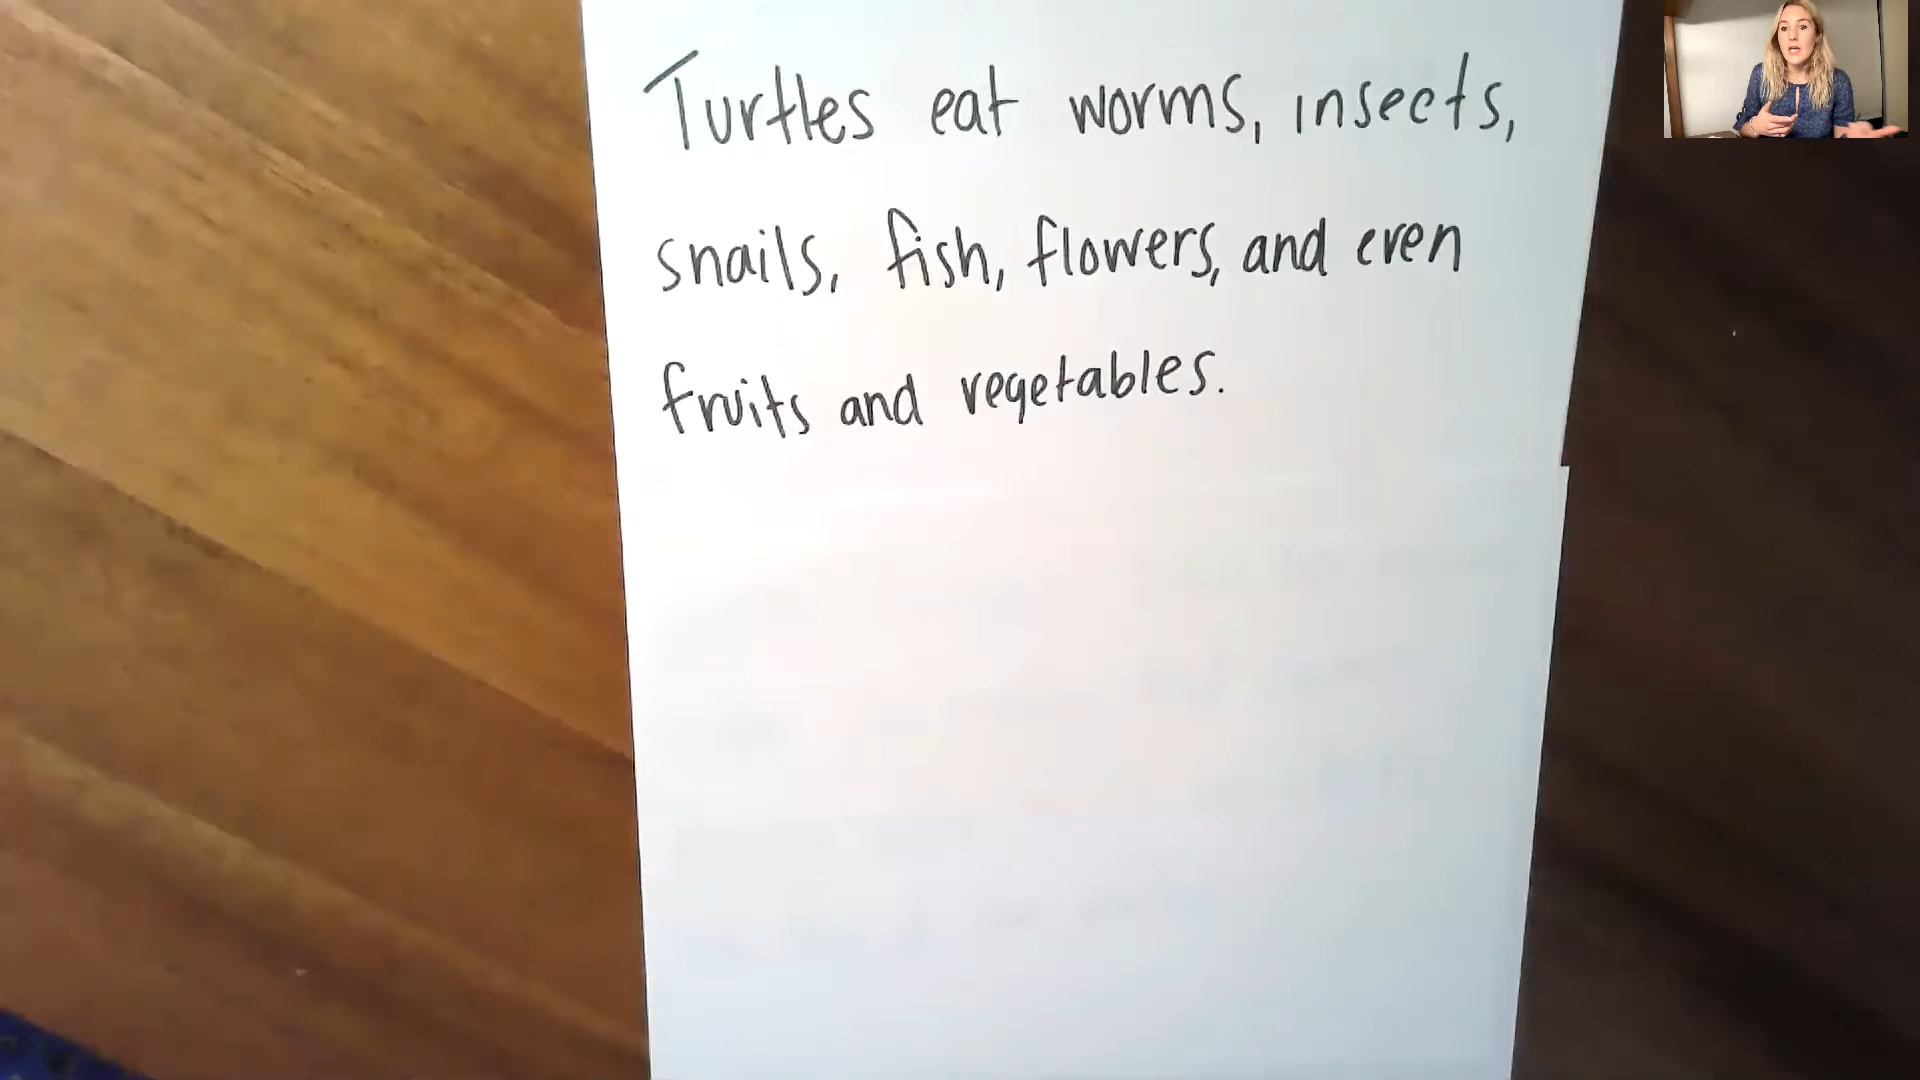 Turtles eat worms, insects,
snails, fish, flowers, and even
fruits and vegetables.